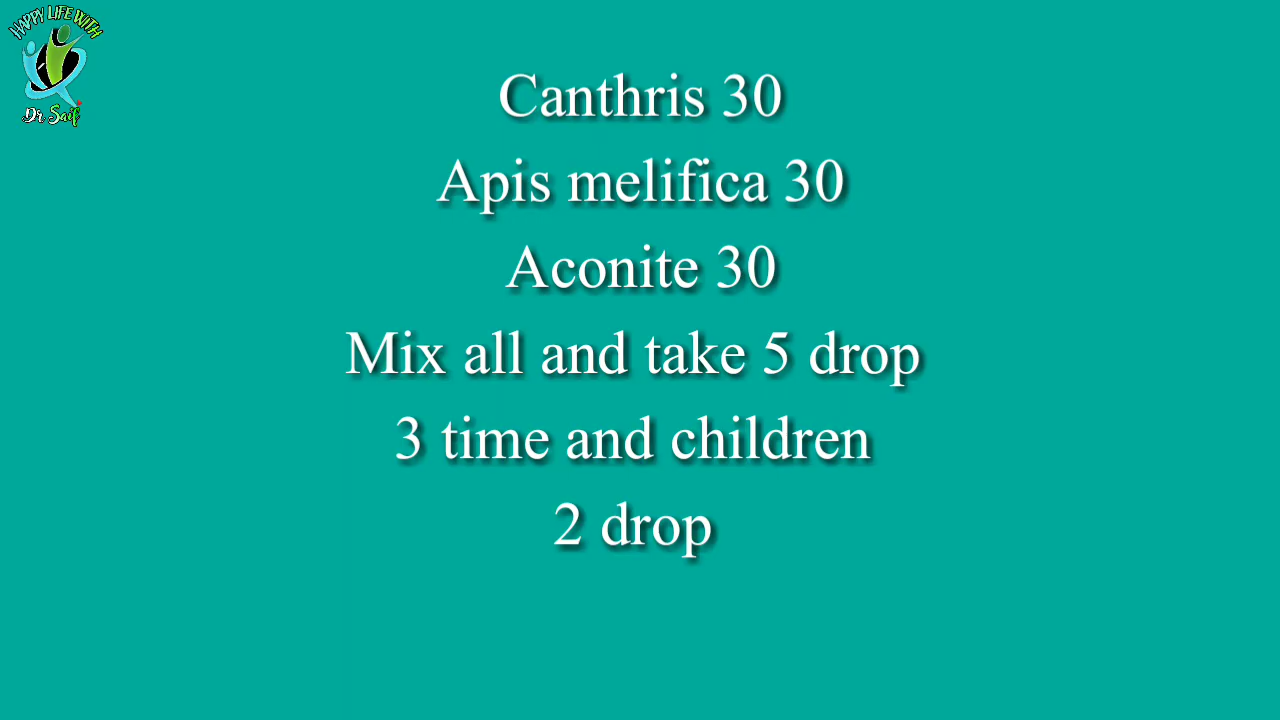 HAPPY LIFE WITH
Dr Saif
Canthris 30
Apis melifica 30
Aconite 30
Mix all and take 5 drop
3 time and children
2 drop